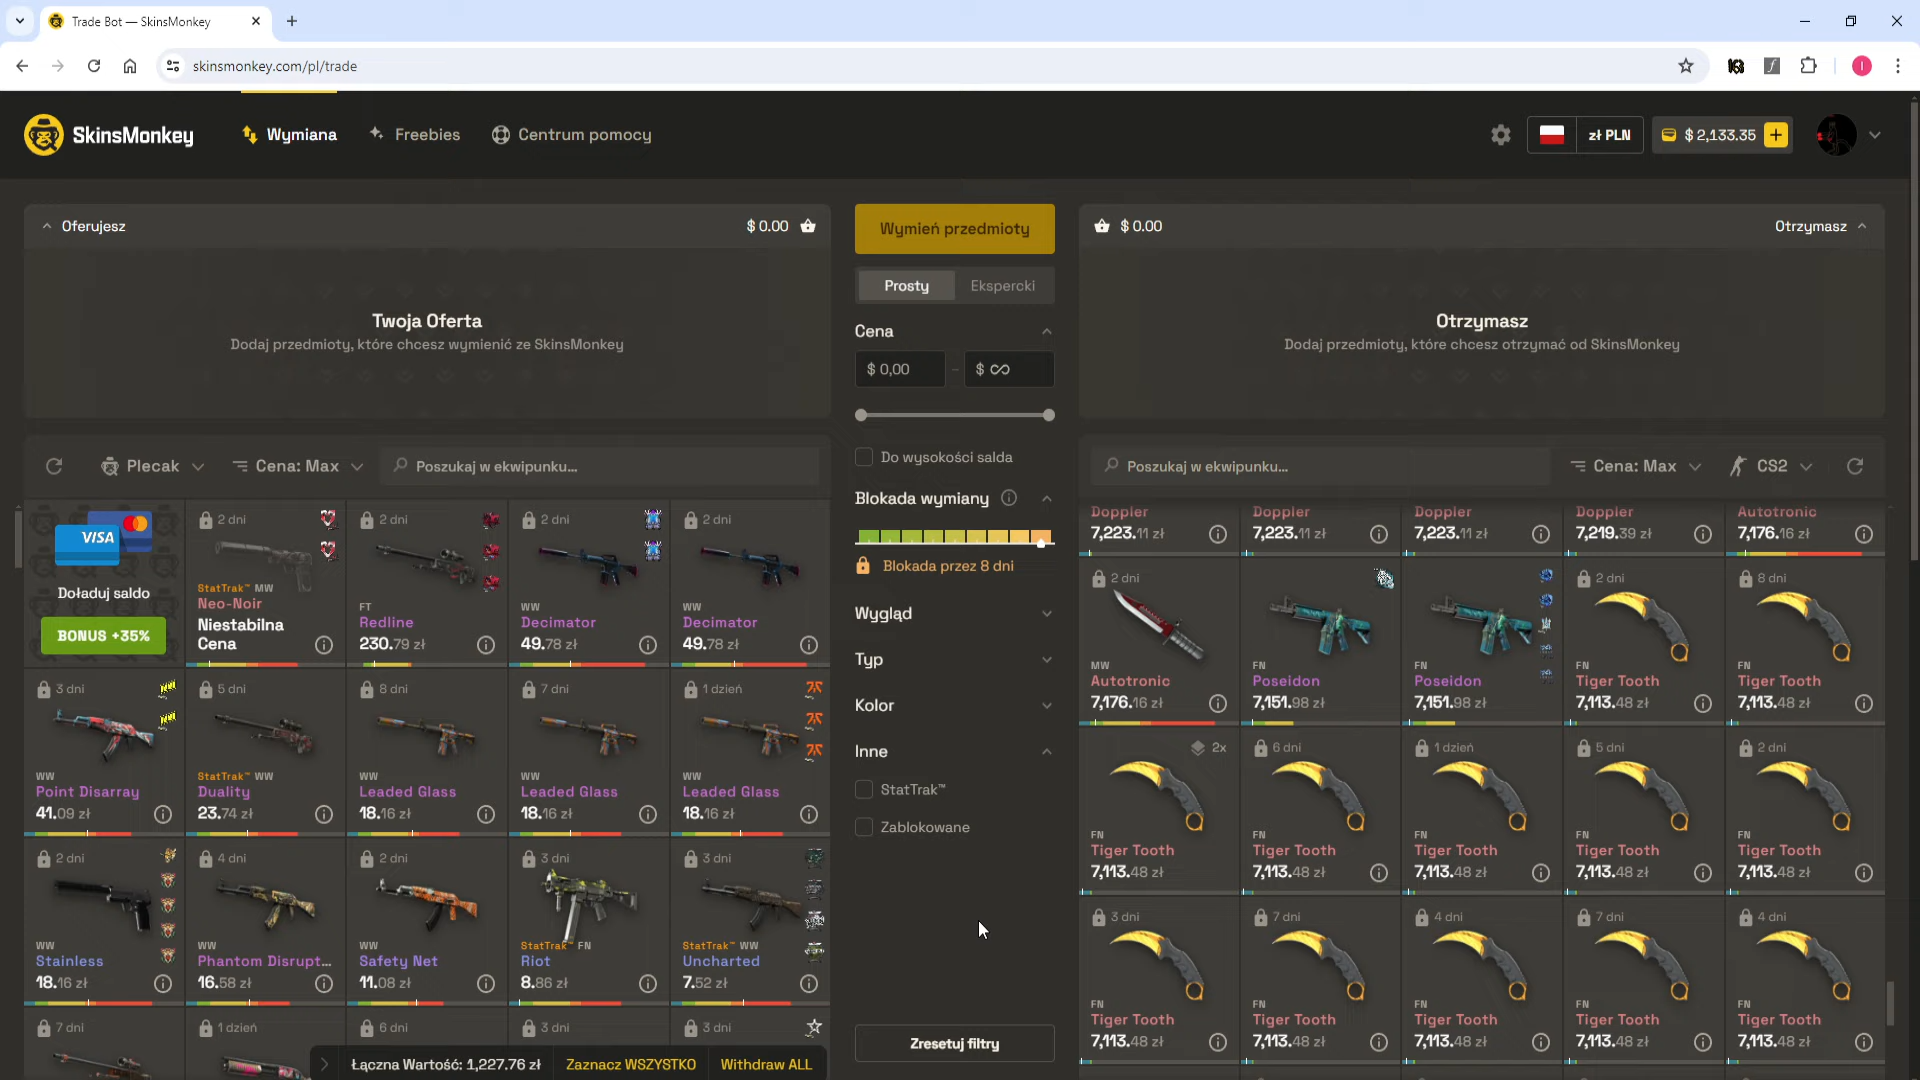 Trade Bot — SkinsMonkey
skinsmonkey.com/pl/trade
SkinsMonkey
Wymiana
Freebies
Centrum pomocy
zł PLN
$ 2,133.35
Oferujesz
$ 0.00
Twoja Oferta
Dodaj przedmioty, które chcesz wymienić ze SkinsMonkey
Wymień przedmioty
Prosty
Ekspercki
Cena
$ 0,00
–
$ ∞
Do wysokości salda
Blokada wymiany
Blokada przez 8 dni
Wygląd
Typ
Kolor
Inne
StatTrak™
Zablokowane
Zresetuj filtry
$ 0.00
Otrzymasz
Otrzymasz
Dodaj przedmioty, które chcesz otrzymać od SkinsMonkey
Plecak
Cena: Max
Poszukaj w ekwipunku...
VISA
Doładuj saldo
BONUS +35%
2 dni
StatTrak™ MW
Neo-Noir
Niestabilna
Cena
2 dni
FT
Redline
230.79 zł
2 dni
WW
Decimator
49.78 zł
2 dni
WW
Decimator
49.78 zł
3 dni
WW
Point Disarray
41.09 zł
5 dni
StatTrak™ WW
Duality
23.74 zł
8 dni
WW
Leaded Glass
18.16 zł
7 dni
WW
Leaded Glass
18.16 zł
1 dzień
WW
Leaded Glass
18.16 zł
2 dni
WW
Stainless
18.16 zł
4 dni
WW
Phantom Disrupt...
16.58 zł
2 dni
WW
Safety Net
11.08 zł
3 dni
StatTrak™ FN
Riot
8.86 zł
3 dni
StatTrak™ WW
Uncharted
7.52 zł
7 dni
1 dzień
6 dni
3 dni
3 dni
Łączna Wartość: 1,227.76 zł
Zaznacz WSZYSTKO
Withdraw ALL
Poszukaj w ekwipunku...
Cena: Max
CS2
Doppler
7,223.11 zł
Doppler
7,223.11 zł
Doppler
7,223.11 zł
Doppler
7,219.39 zł
Autotronic
7,176.16 zł
2 dni
MW
Autotronic
7,176.16 zł
FN
Poseidon
7,151.98 zł
FN
Poseidon
7,151.98 zł
2 dni
FN
Tiger Tooth
7,113.48 zł
8 dni
FN
Tiger Tooth
7,113.48 zł
2x
FN
Tiger Tooth
7,113.48 zł
6 dni
FN
Tiger Tooth
7,113.48 zł
1 dzień
FN
Tiger Tooth
7,113.48 zł
5 dni
FN
Tiger Tooth
7,113.48 zł
2 dni
FN
Tiger Tooth
7,113.48 zł
3 dni
FN
Tiger Tooth
7,113.48 zł
7 dni
FN
Tiger Tooth
7,113.48 zł
4 dni
FN
Tiger Tooth
7,113.48 zł
7 dni
FN
Tiger Tooth
7,113.48 zł
4 dni
FN
Tiger Tooth
7,113.48 zł